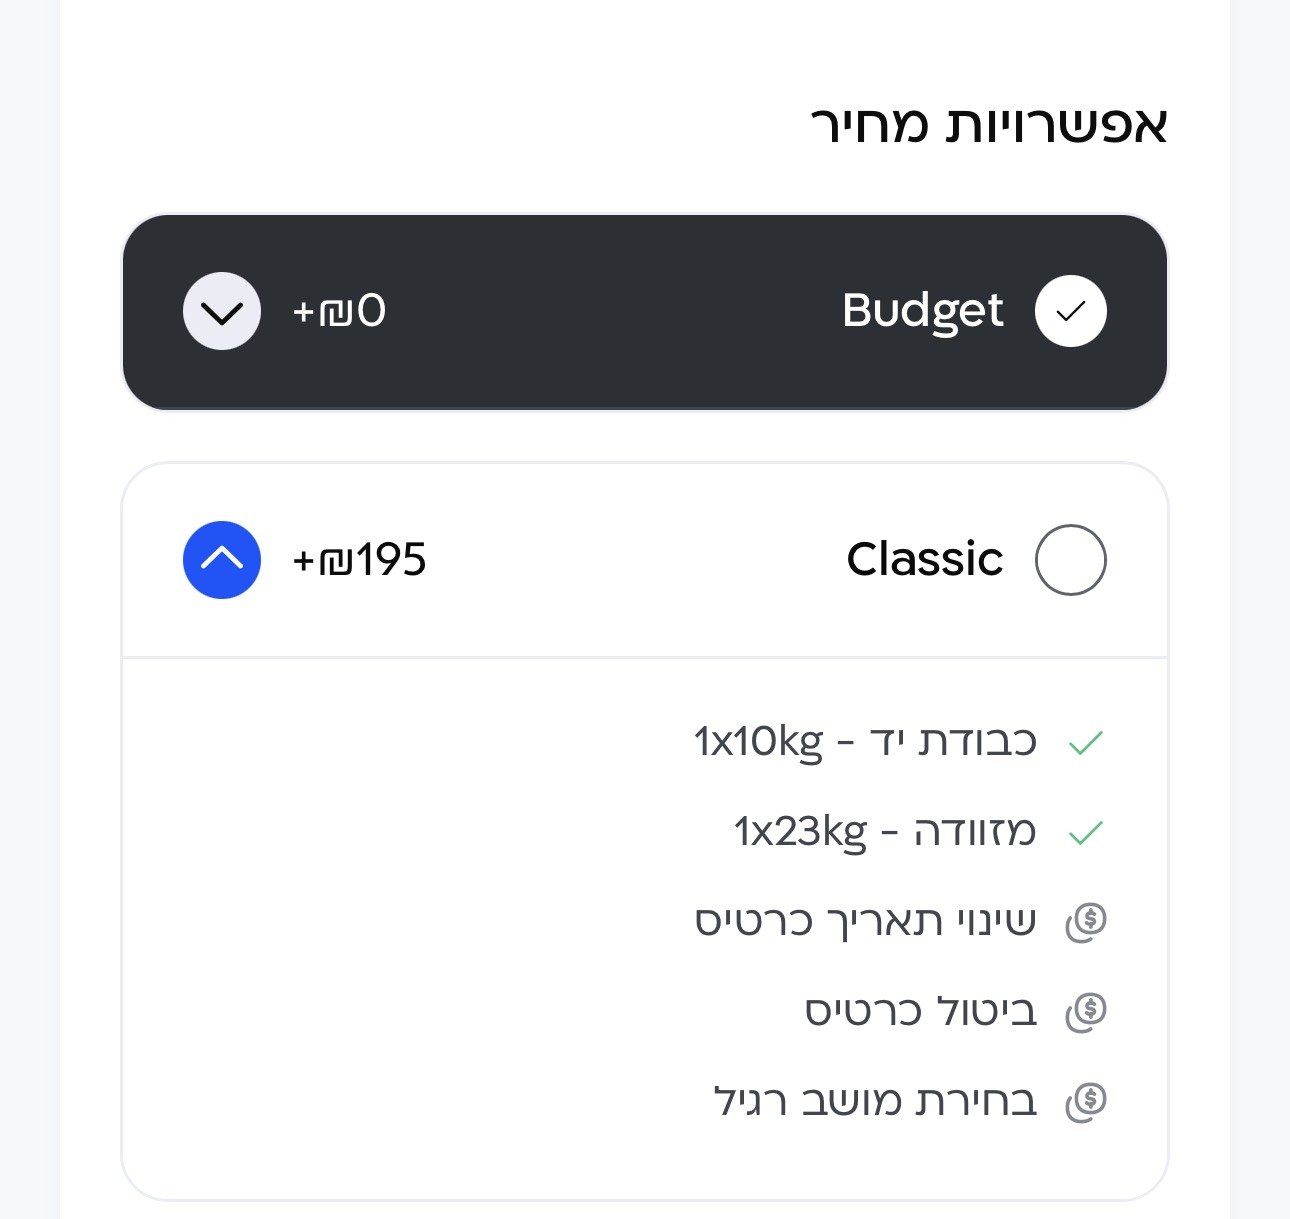 אפשרויות מחיר
Budget +₪0
Classic +₪195
כבודת יד - 1x10kg
מזוודה - 1x23kg
שינוי תאריך כרטיס
ביטול כרטיס
בחירת מושב רגיל